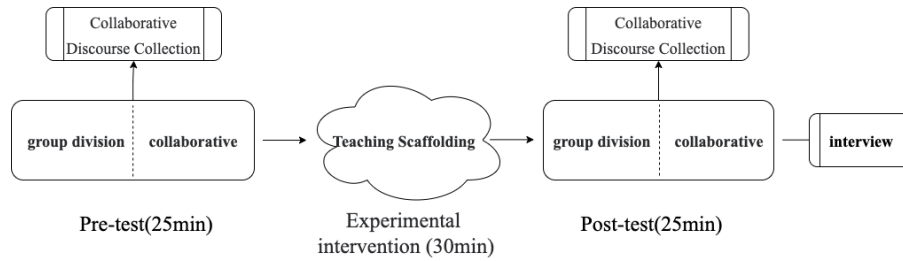 Collaborative
Discourse Collection
Collaborative
Discourse Collection
group division
collaborative
Teaching Scaffolding
group division
collaborative
interview
Pre-test(25min)
Experimental
intervention (30min)
Post-test(25min)